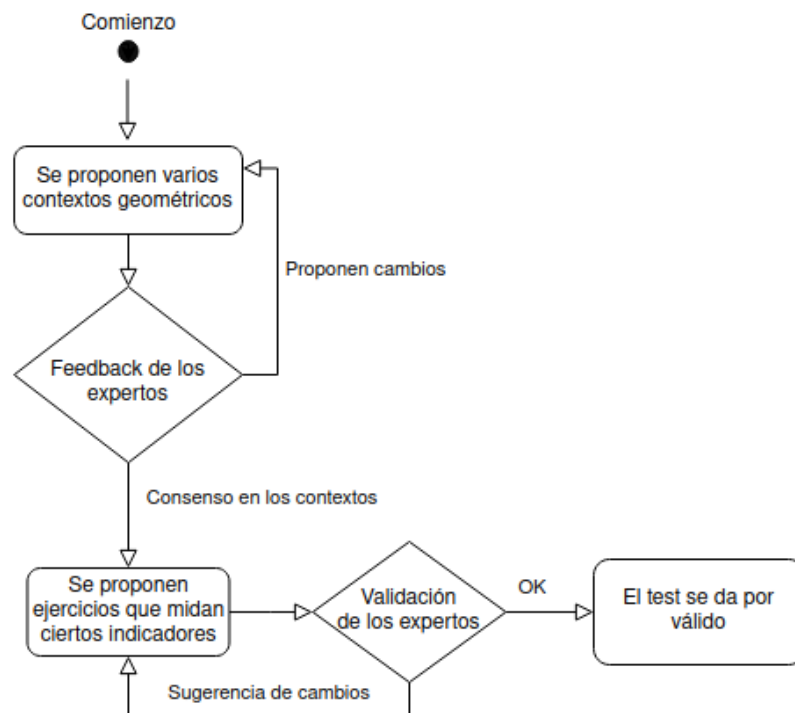 Comienzo
Se proponen varios
contextos geométricos
Proponen cambios
Feedback de los
expertos
Consenso en los contextos
Se proponen
ejercicios que midan
ciertos indicadores
Validación
de los expertos
OK
El test se da por
válido
Sugerencia de cambios